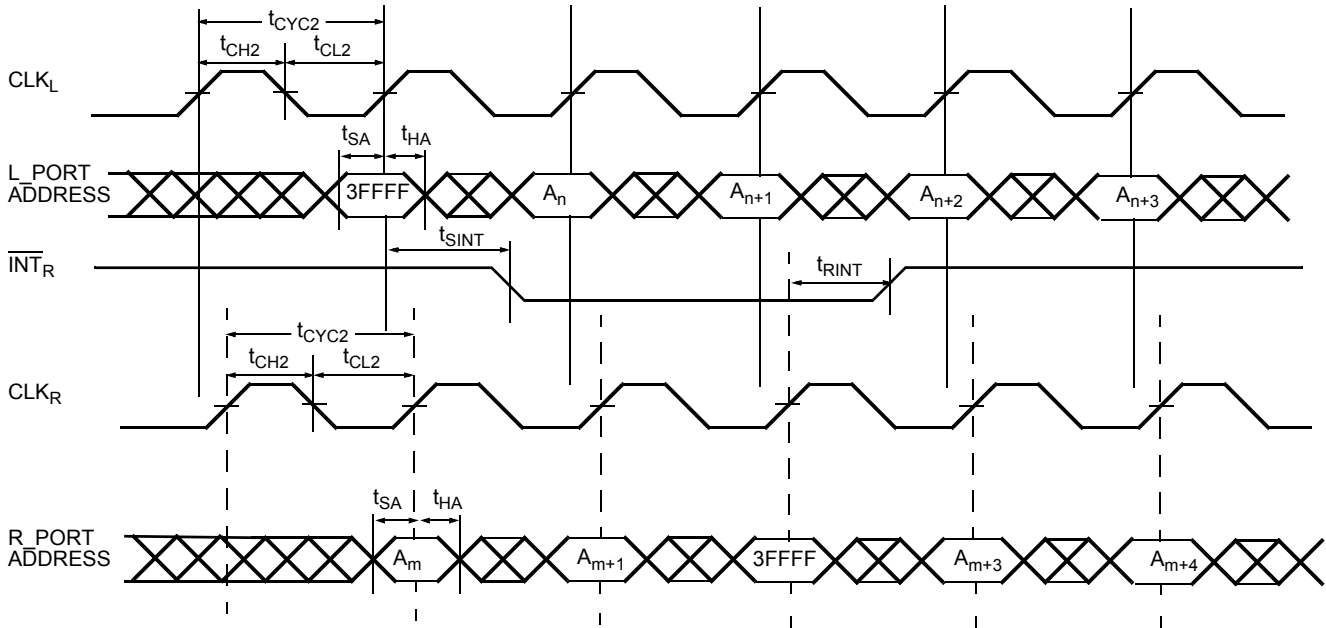 tCYC2
tCH2 tCL2
CLKL
tSA tHA
L_PORT
ADDRESS
3FFFF An An+1 An+2 An+3
tSINT
INTR
tRINT
tCYC2
tCH2 tCL2
CLKR
tSA tHA
R_PORT
ADDRESS
Am Am+1 3FFFF Am+3 Am+4